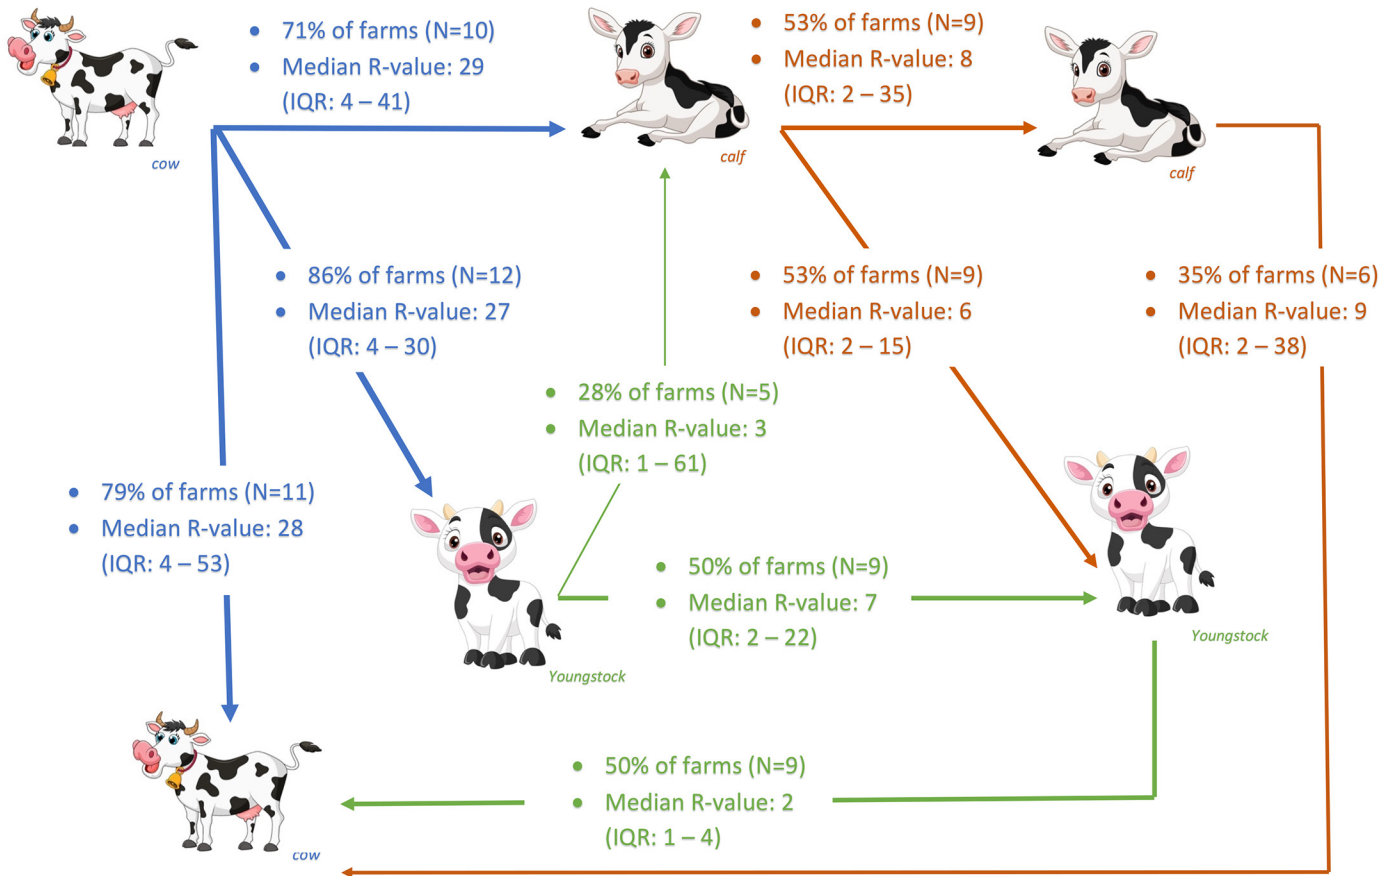 • 71% of farms (N=10)
• Median R-value: 29
(IQR: 4 – 41)
cow
• 53% of farms (N=9)
• Median R-value: 8
(IQR: 2 – 35)
calf
calf
• 86% of farms (N=12)
• Median R-value: 27
(IQR: 4 – 30)
• 53% of farms (N=9)
• Median R-value: 6
(IQR: 2 – 15)
• 35% of farms (N=6)
• Median R-value: 9
(IQR: 2 – 38)
• 28% of farms (N=5)
• Median R-value: 3
(IQR: 1 – 61)
• 79% of farms (N=11)
• Median R-value: 28
(IQR: 4 – 53)
• 50% of farms (N=9)
• Median R-value: 7
(IQR: 2 – 22)
Youngstock
Youngstock
• 50% of farms (N=9)
• Median R-value: 2
(IQR: 1 – 4)
cow